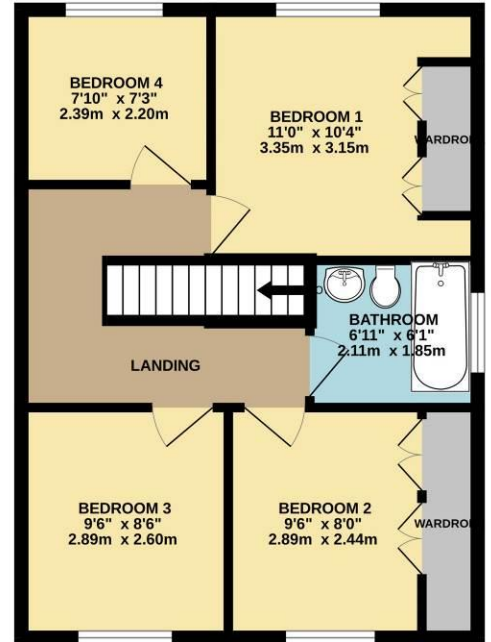 BEDROOM 4
7'10" x 7'3"
2.39m x 2.20m
BEDROOM 1
11'0" x 10'4"
3.35m x 3.15m
WARDROB
BATHROOM
6'11" x 6'1"
2.11m x 1.85m
LANDING
BEDROOM 3
9'6" x 8'6"
2.89m x 2.60m
BEDROOM 2
9'6" x 8'0"
2.89m x 2.44m
WARDROB